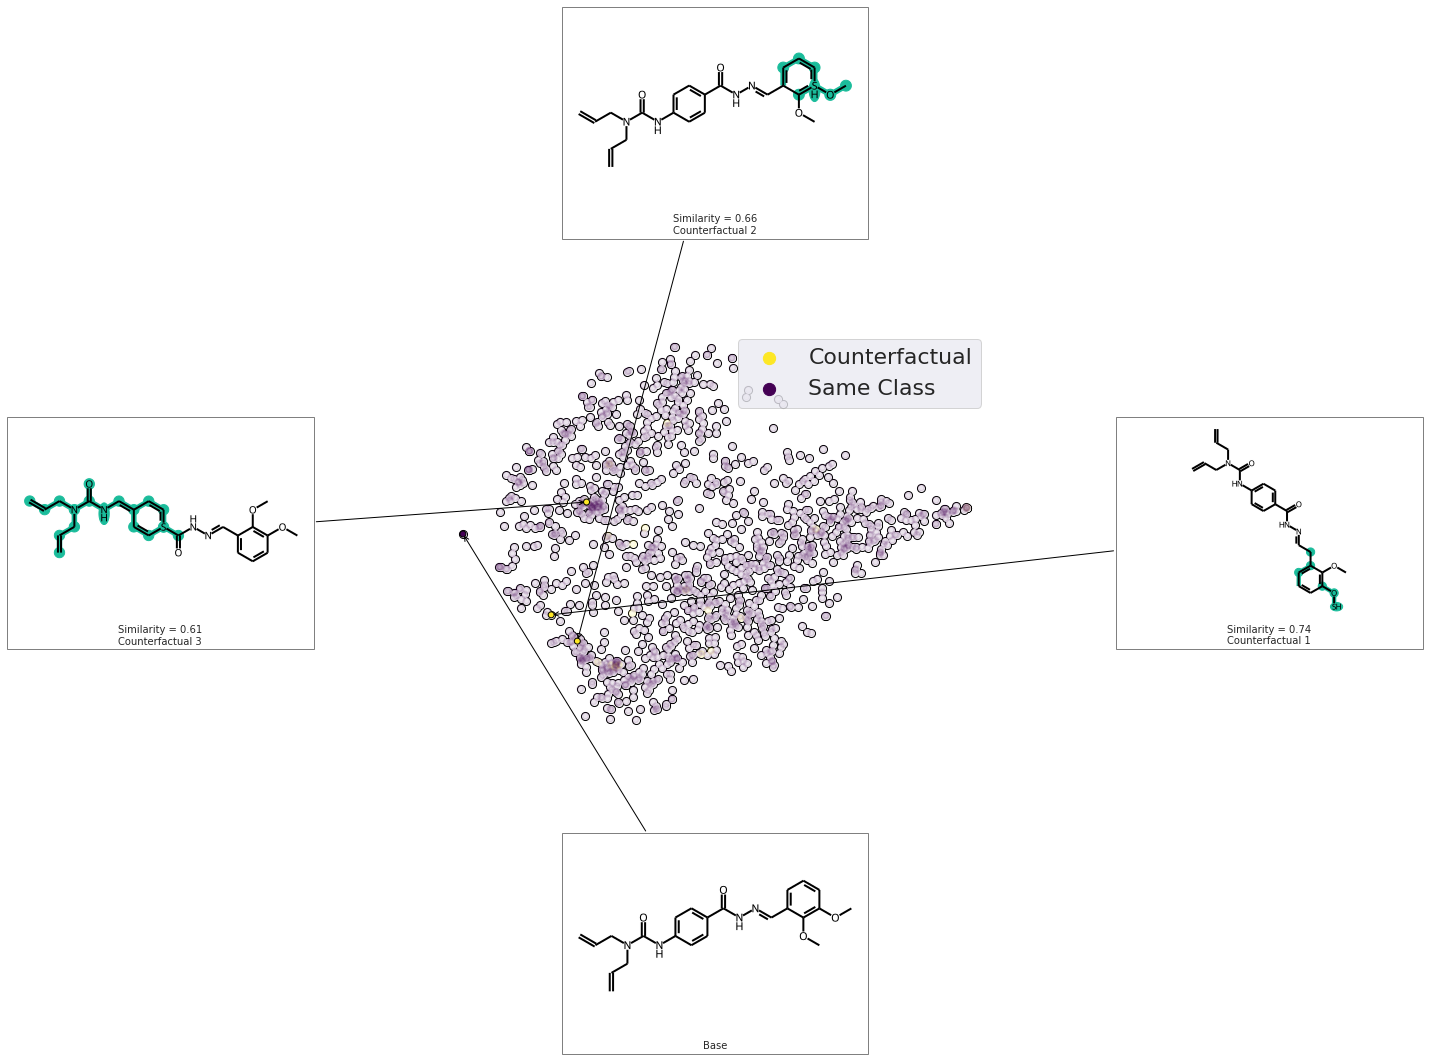 O
O
N
N
H
N
H
N
SH
O
O
Similarity = 0.66
Counterfactual 2
Counterfactual
Same Class
O
N
N
H
S
O
H
N
N
O
O
Similarity = 0.61
Counterfactual 3
N
O
HN
O
HN
N
O
O
SH
Similarity = 0.74
Counterfactual 1
O
O
N
N
H
N
H
N
O
O
Base